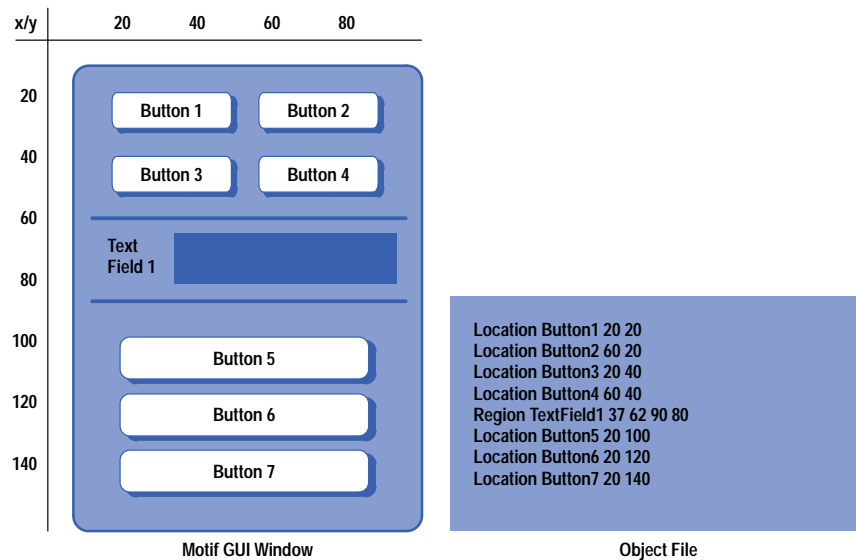 x/y 20 40 60 80
20
Button 1 Button 2
40
Button 3 Button 4
60
Text
Field 1
80
100
Button 5
120
Button 6
140
Button 7
Motif GUI Window
Location Button1 20 20
Location Button2 60 20
Location Button3 20 40
Location Button4 60 40
Region TextField1 37 62 90 80
Location Button5 20 100
Location Button6 20 120
Location Button7 20 140
Object File